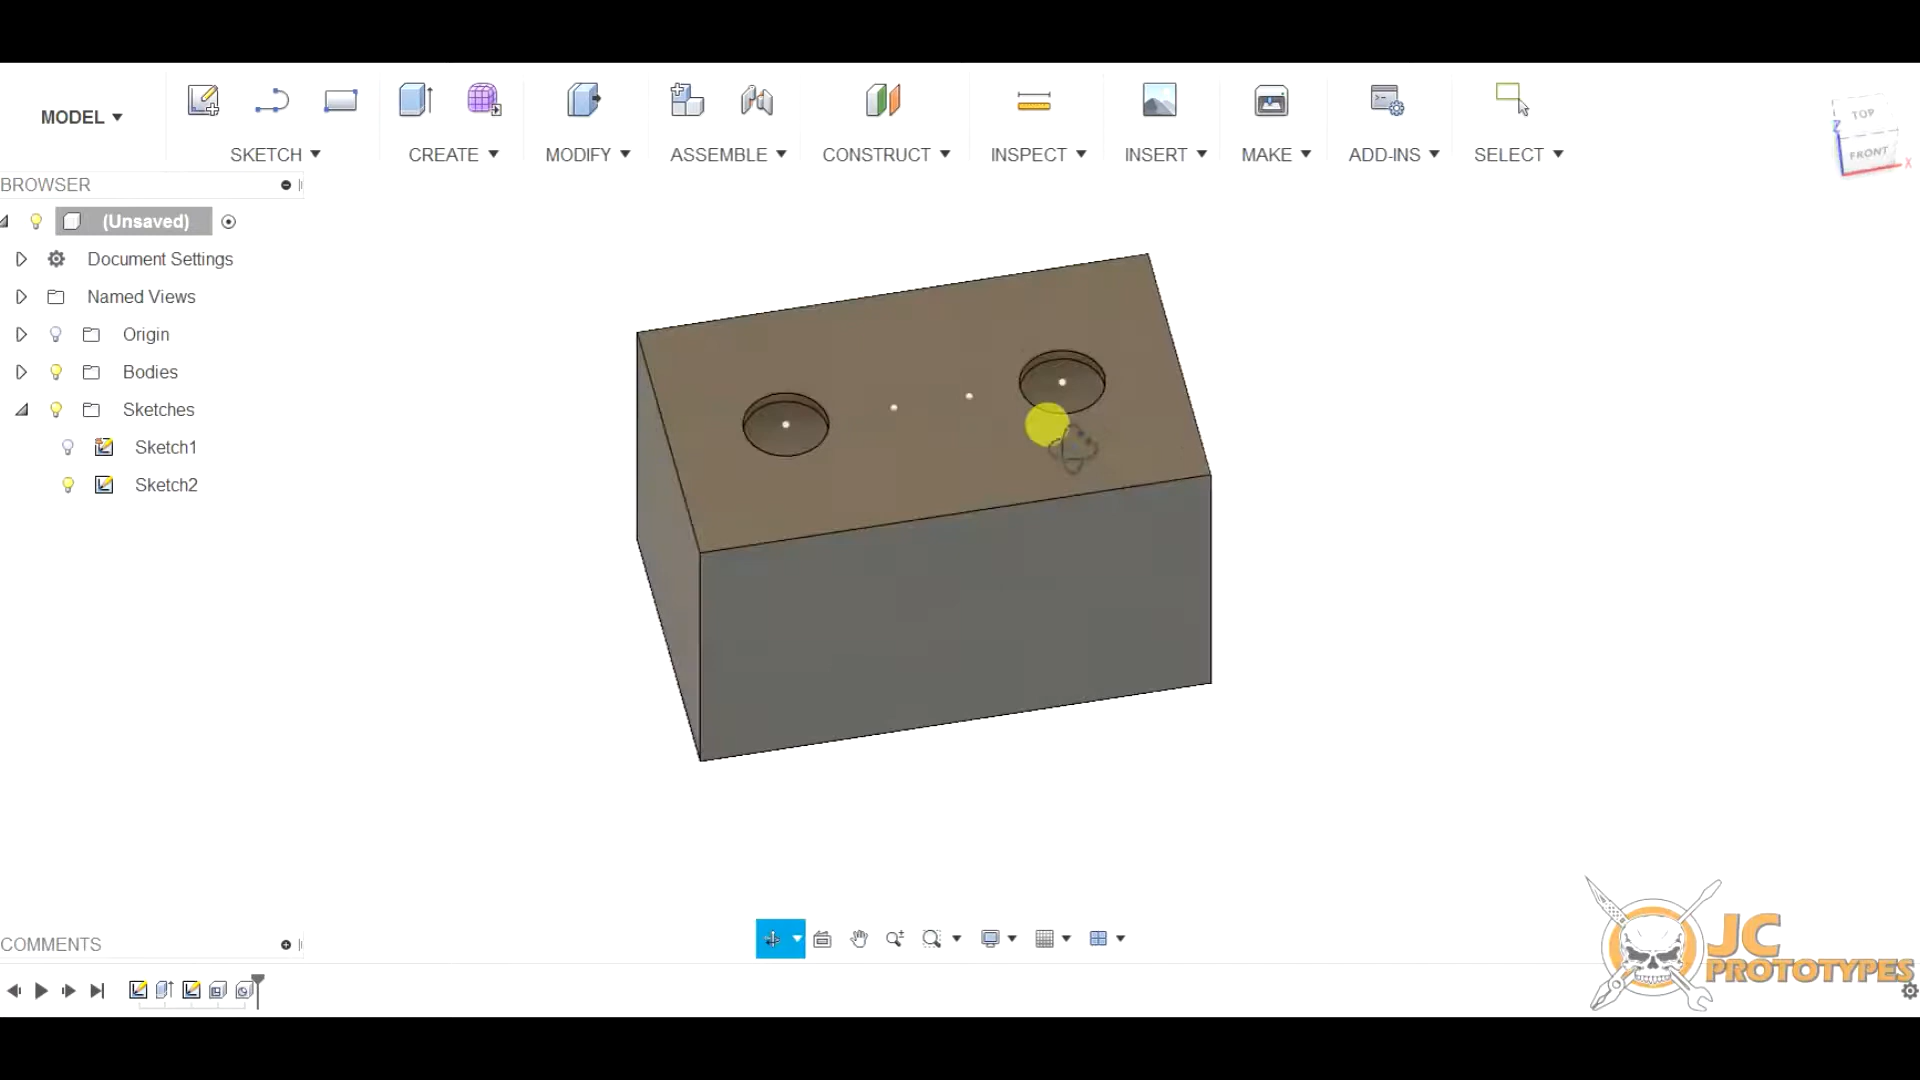 MODEL
SKETCH
CREATE
MODIFY
ASSEMBLE
CONSTRUCT
INSPECT
INSERT
MAKE
ADD-INS
SELECT
TOP
FRONT
Z
X
BROWSER
(Unsaved)
Document Settings
Named Views
Origin
Bodies
Sketches
Sketch1
Sketch2
COMMENTS
JC
PROTOTYPES